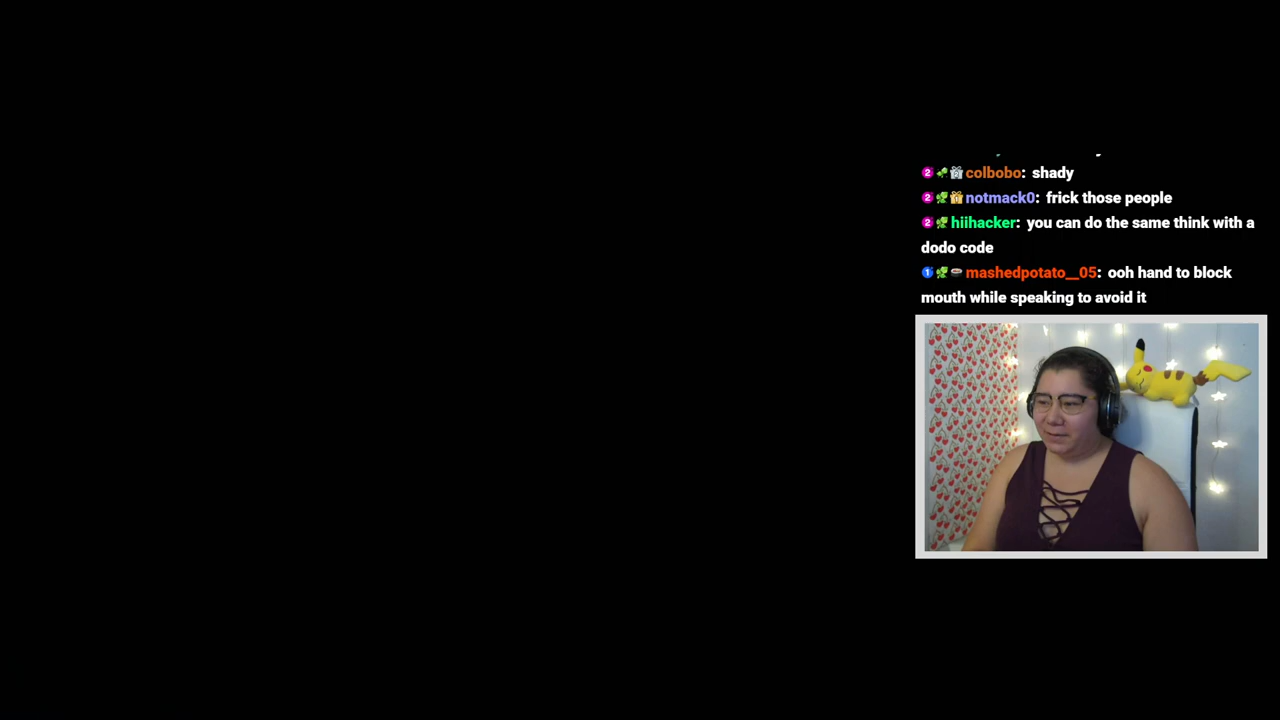 colbobo: shady
notmack0: frick those people
hiihacker: you can do the same think with a
dodo code
mashedpotato__05: ooh hand to block
mouth while speaking to avoid it